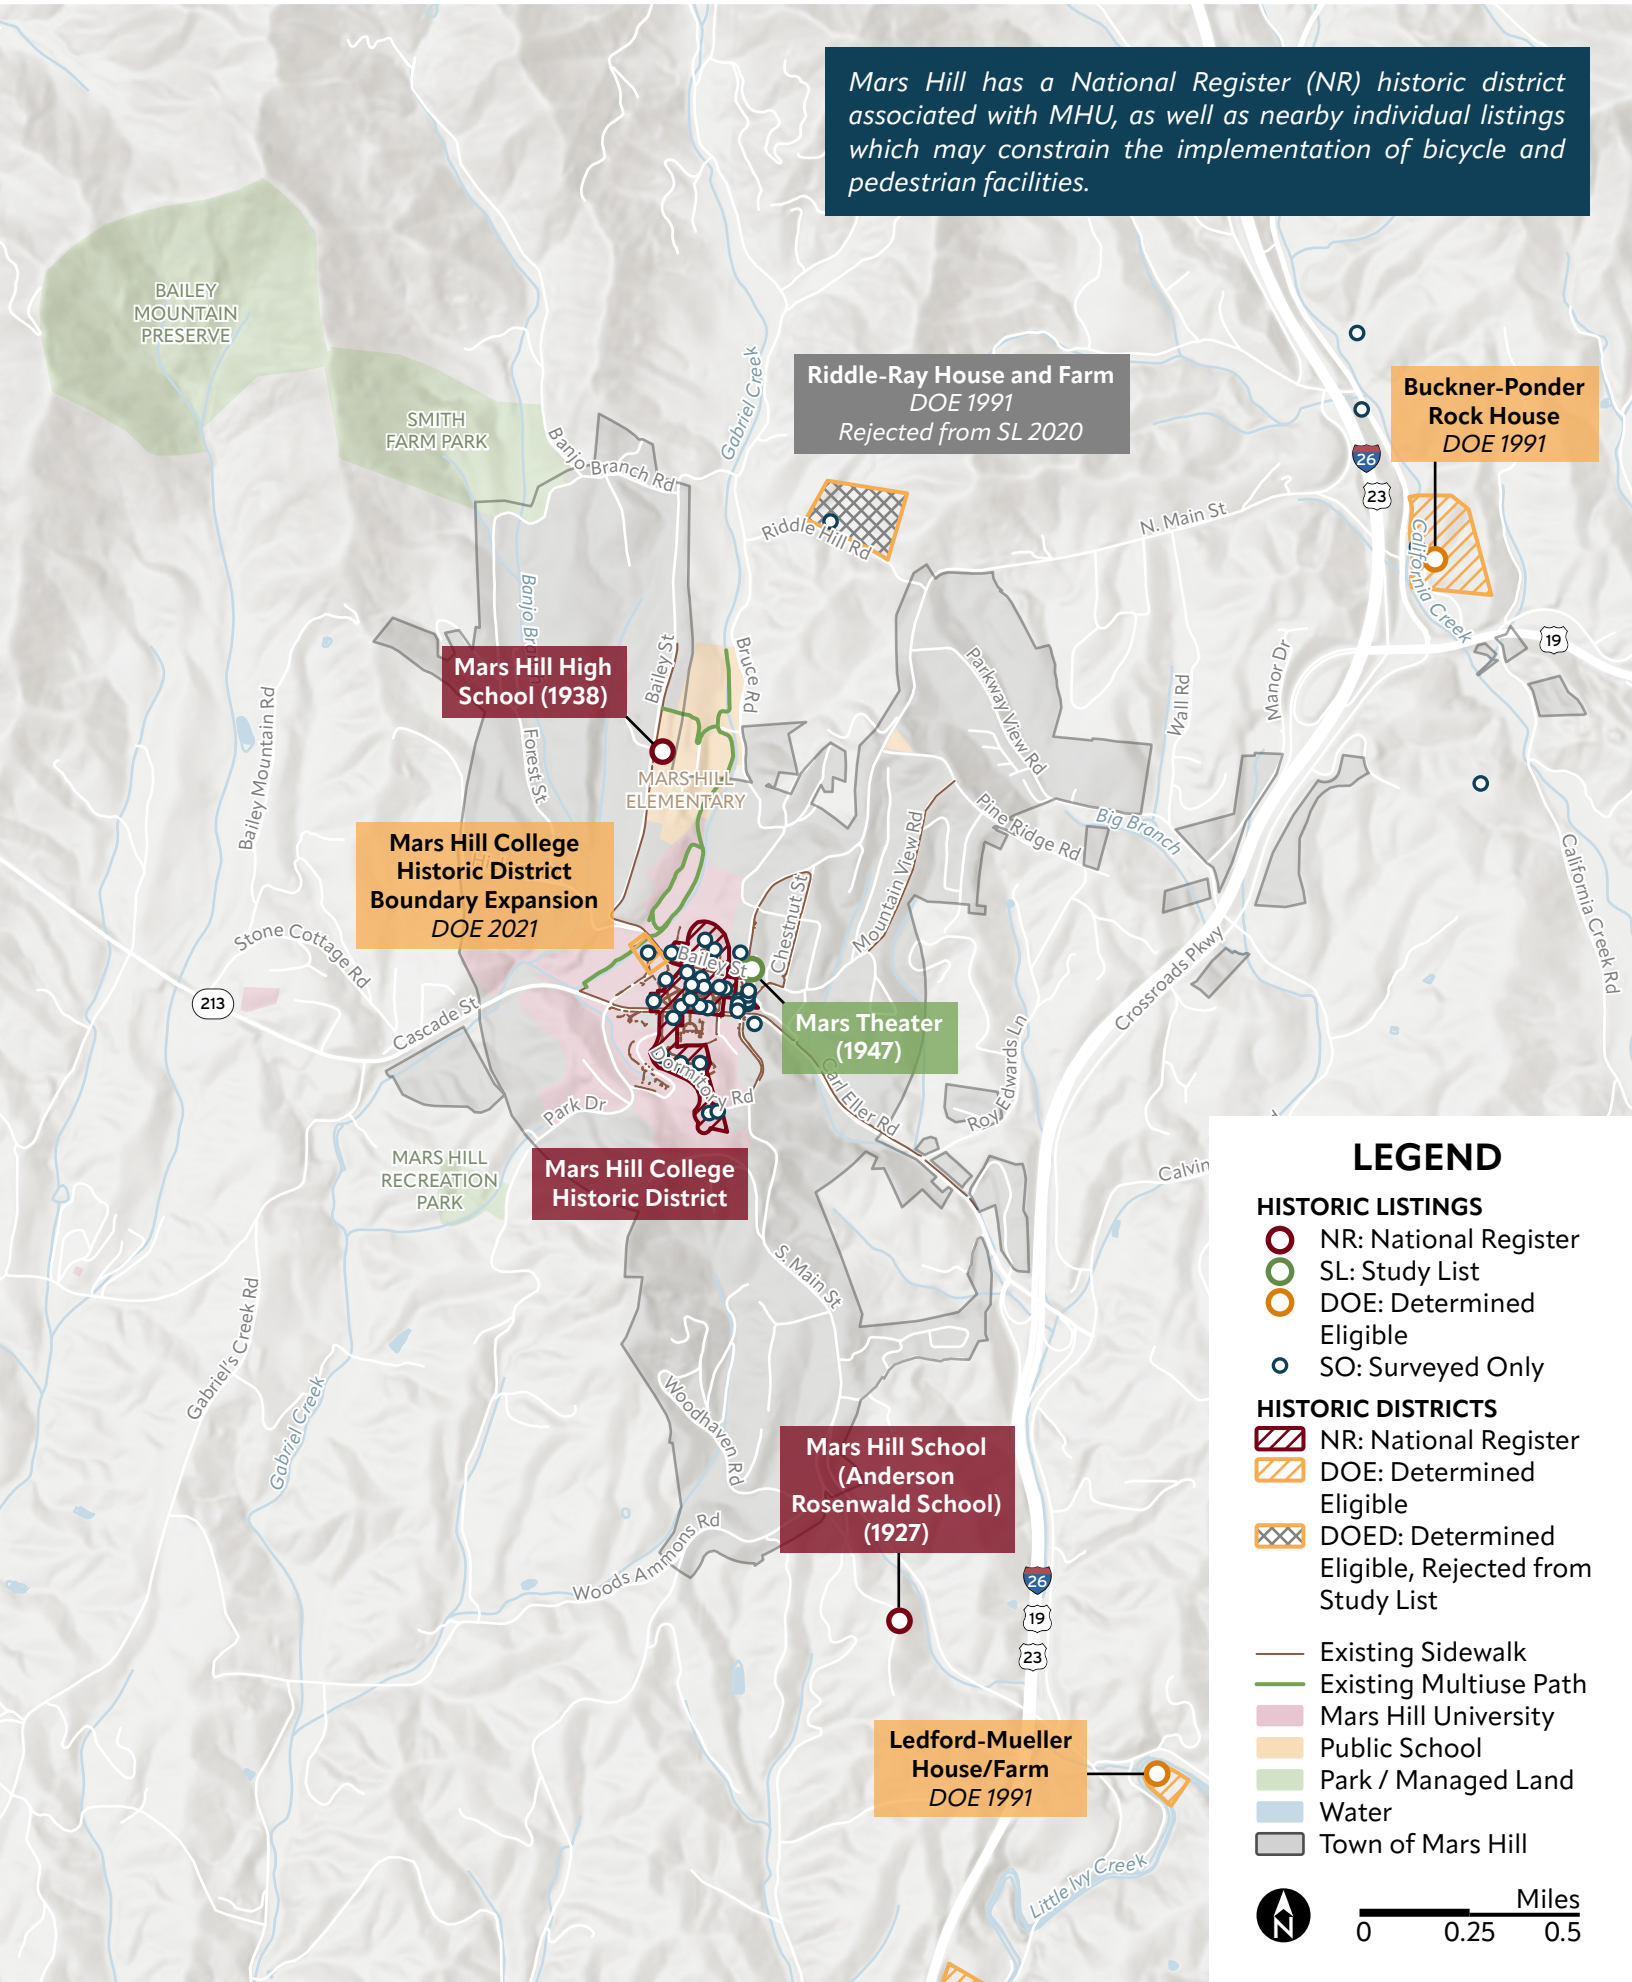 Mars Hill has a National Register (NR) historic district
associated with MHU, as well as nearby individual listings
which may constrain the implementation of bicycle and
pedestrian facilities.
BAILEY
MOUNTAIN
PRESERVE
SMITH
FARM PARK
Banjo Branch Rd
Gabriel Creek
Riddle-Ray House and Farm
DOE 1991
Rejected from SL 2020
Riddle Hill Rd
Buckner-Ponder
Rock House
DOE 1991
26
23
N. Main St
California Creek
19
Mars Hill High
School (1938)
Bailey St
Bruce Rd
Forest St
Bailey Mountain Rd
MARS HILL
ELEMENTARY
Parkway View Rd
Wall Rd
Manor Dr
Pine Ridge Rd
Big Branch
Mountain View Rd
California Creek Rd
Mars Hill College
Historic District
Boundary Expansion
DOE 2021
Stone Cottage Rd
213
Cascade St
Bailey St
Chestnut St
Crossroads Pkwy
Mars Theater
(1947)
Dormitory Rd
Park Dr
Carl Eller Rd
Roy Edwards Ln
Calvin
MARS HILL
RECREATION
PARK
Mars Hill College
Historic District
S. Main St
Gabriel's Creek Rd
Gabriel Creek
Woodhaven Rd
Woods Ammons Rd
Mars Hill School
(Anderson
Rosenwald School)
(1927)
26
19
23
Ledford-Mueller
House/Farm
DOE 1991
Little Ivy Creek
LEGEND
HISTORIC LISTINGS
NR: National Register
SL: Study List
DOE: Determined
Eligible
SO: Surveyed Only
HISTORIC DISTRICTS
NR: National Register
DOE: Determined
Eligible
DOED: Determined
Eligible, Rejected from
Study List
Existing Sidewalk
Existing Multiuse Path
Mars Hill University
Public School
Park / Managed Land
Water
Town of Mars Hill
N
Miles
0 0.25 0.5